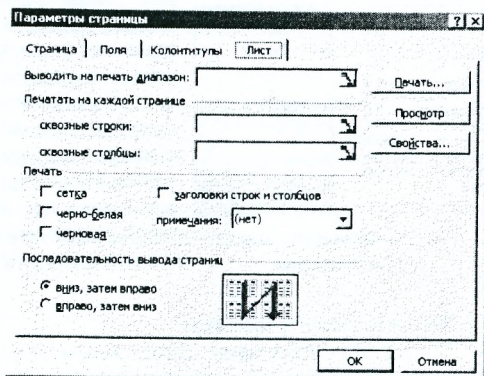 Параметры страницы
Страница Поля Колонтитулы Лист
Выводить на печать диапазон: Печать...
Печатать на каждой странице Просмотр
сквозные строки:
сквозные столбцы: Свойства...
Печать
сетка заголовки строк и столбцов
черно-белая примечания: (нет)
черновая
Последовательность вывода страниц
вниз, затем вправо
вправо, затем вниз
OK Отмена